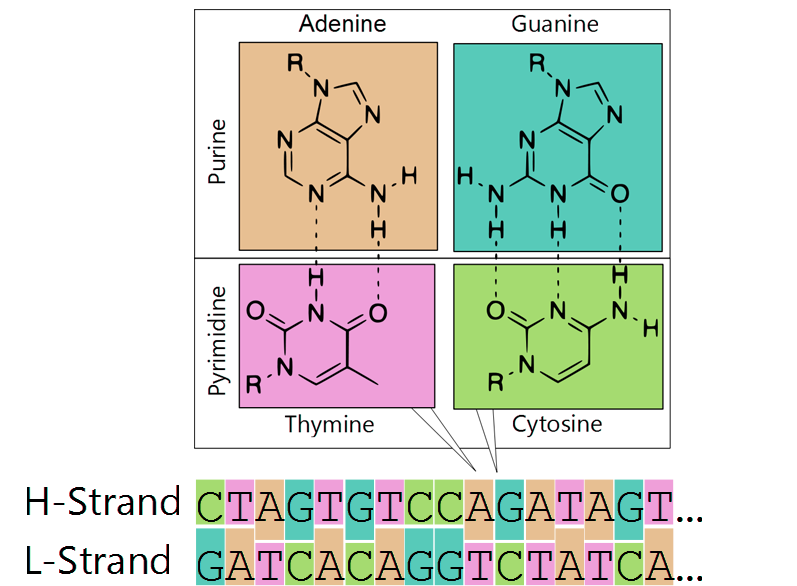 Adenine Guanine
Purine
R R
N N
N N
N N
H H
N N N N O
H H H
Pyrimidine
H H
O N O O N N
H
N N
R R
Thymine Cytosine
H-Strand CTAGTGTCCAGATAGT...
L-Strand GATCACAGGTCTATCA...